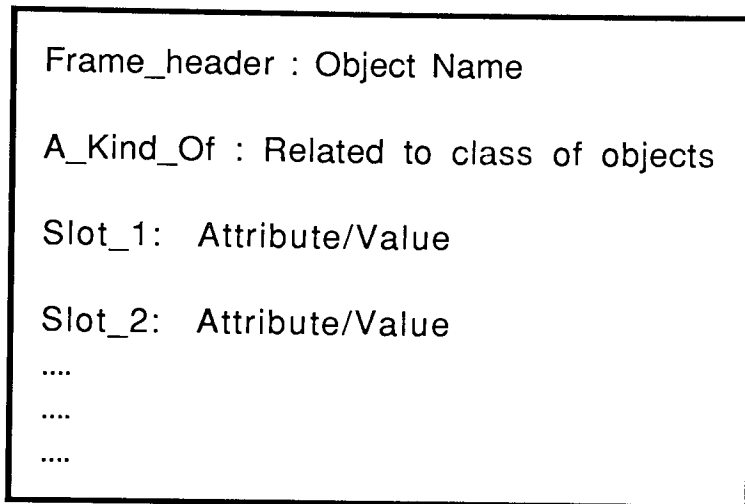 Frame_header : Object Name
A_Kind_Of : Related to class of objects
Slot_1: Attribute/Value
Slot_2: Attribute/Value
....
....
....